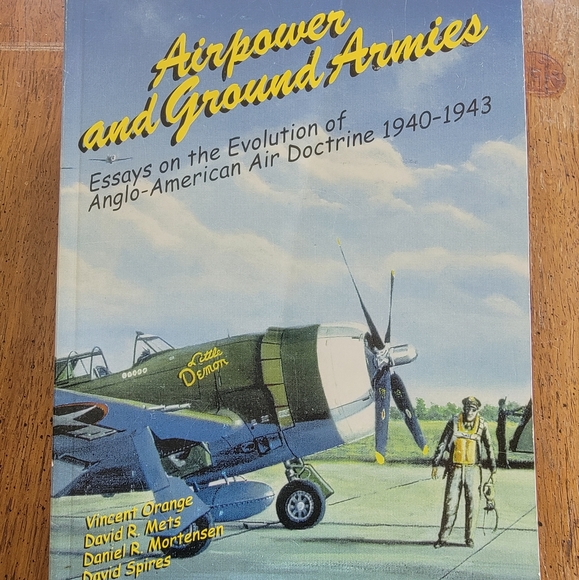 Airpower
and Ground Armies
Essays on the Evolution of
Anglo-American Air Doctrine 1940-1943
Little
Demon
Vincent Orange
David R. Mets
Daniel R. Mortensen
David Spires